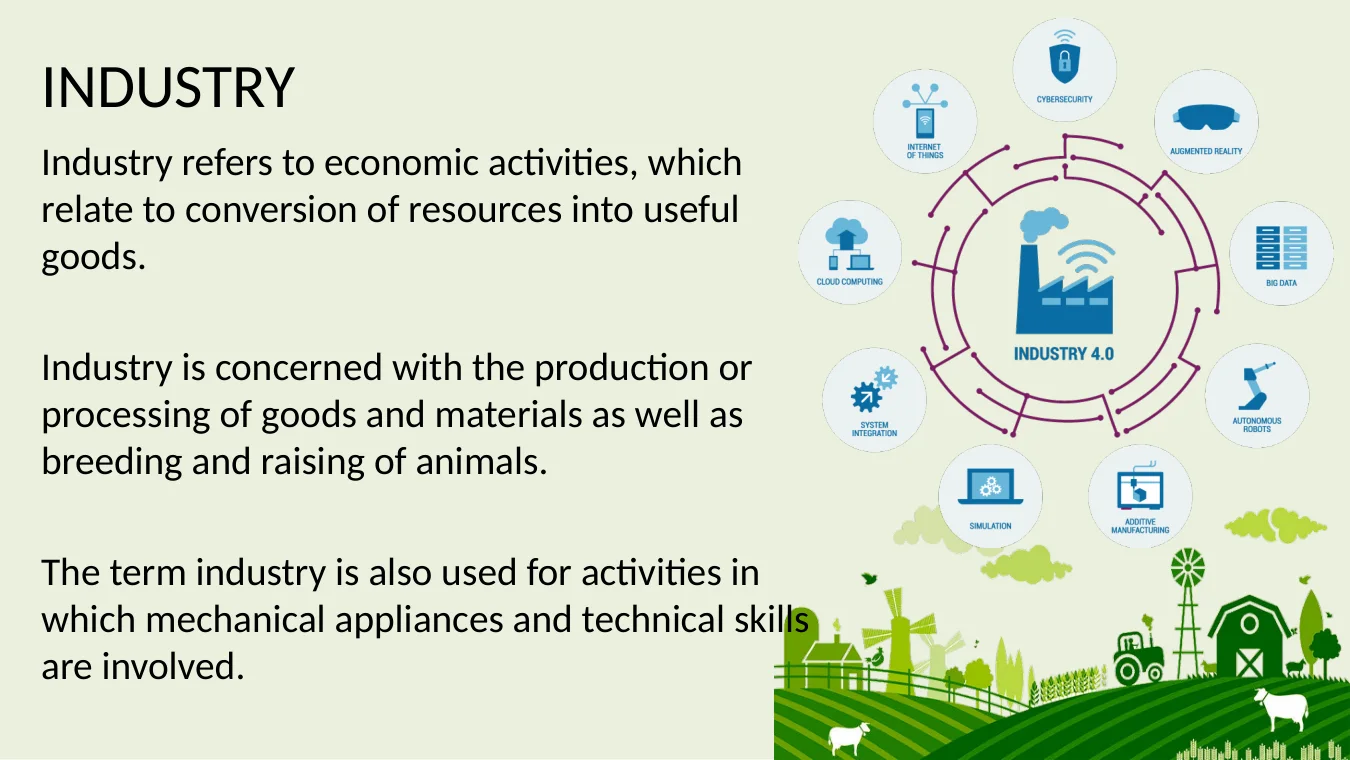 INDUSTRY
Industry refers to economic activities, which
relate to conversion of resources into useful
goods.
Industry is concerned with the production or
processing of goods and materials as well as
breeding and raising of animals.
The term industry is also used for activities in
which mechanical appliances and technical skills
are involved.
CYBERSECURITY
INTERNET
OF THINGS
AUGMENTED REALITY
CLOUD COMPUTING
BIG DATA
INDUSTRY 4.0
SYSTEM
INTEGRATION
AUTONOMOUS
ROBOTS
SIMULATION
ADDITIVE
MANUFACTURING